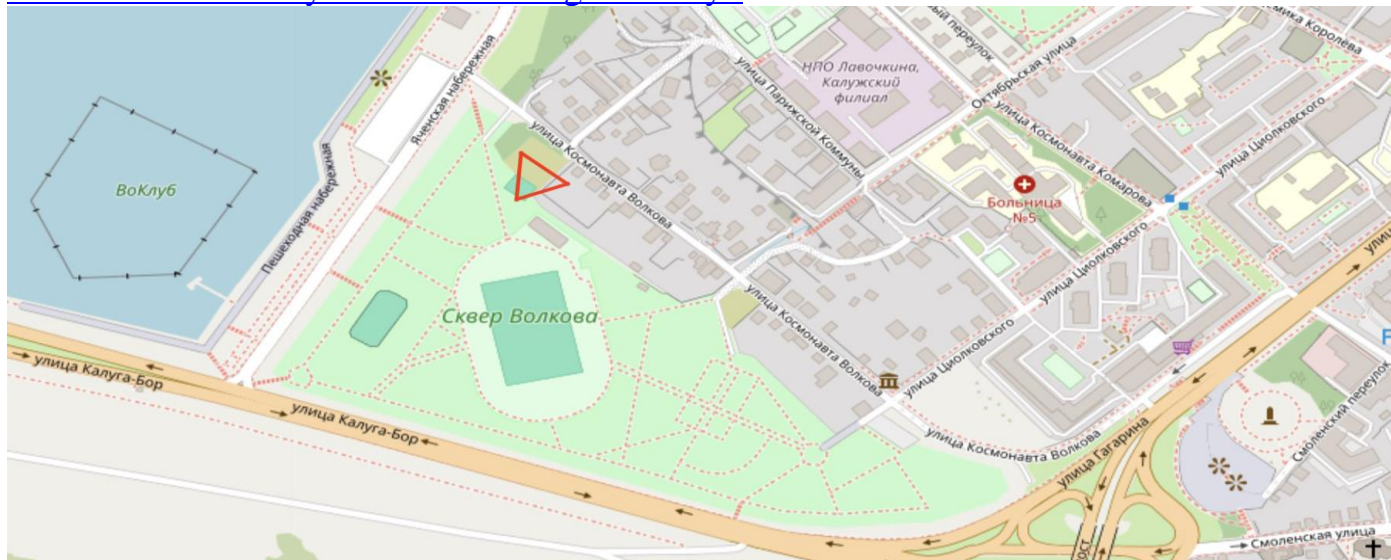 Яченская набережная
НПО Лавочкина,
Калужский
филиал
Октябрьская улица
улица Парижской Коммуны
улица Космонавта Комарова
улица Циолковского
улица Космонавта Волкова
ВоКлуб
Пешеходная набережная
Больница
№5
улица Циолковского
Сквер Волкова
улица Космонавта Волкова
улица Циолковского
улица Калуга-Бор
улица Калуга-Бор
улица Космонавта Волкова
улица Гагарина
Смоленский переулок
Смоленская улица